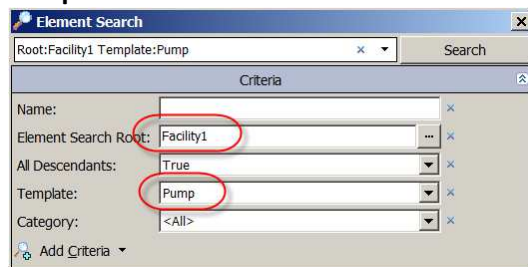 Element Search
Root:Facility1 Template:Pump
Search
Criteria
Name:
Element Search Root: Facility1
All Descendants: True
Template: Pump
Category: <All>
Add Criteria